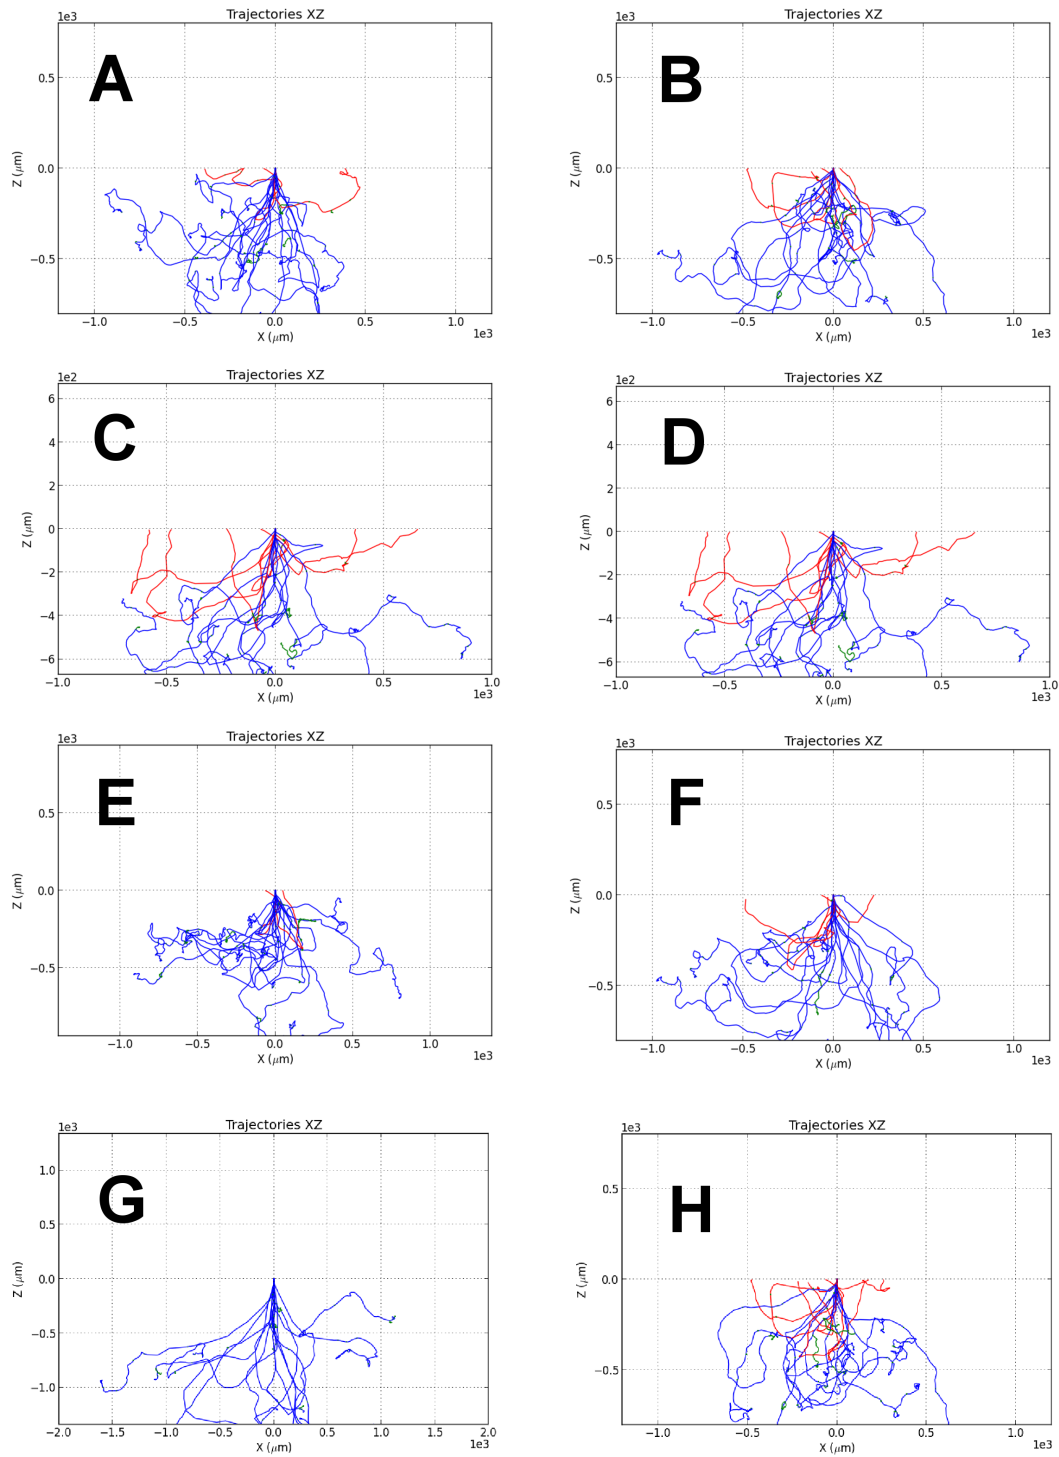 1e3 Trajectories XZ
A
Z (μm)
0.5
0.0
−0.5
−1.0 −0.5 0.0 0.5 1.0
X (μm) 1e3
1e3 Trajectories XZ
B
Z (μm)
0.5
0.0
−0.5
−1.0 −0.5 0.0 0.5 1.0
X (μm) 1e3
1e2 Trajectories XZ
C
Z (μm)
6
4
2
0
−2
−4
−6
−1.0 −0.5 0.0 0.5 1.0
X (μm) 1e3
1e2 Trajectories XZ
D
Z (μm)
6
4
2
0
−2
−4
−6
−1.0 −0.5 0.0 0.5 1.0
X (μm) 1e3
1e3 Trajectories XZ
E
Z (μm)
0.5
0.0
−0.5
−1.0 −0.5 0.0 0.5 1.0
X (μm) 1e3
1e3 Trajectories XZ
F
Z (μm)
0.5
0.0
−0.5
−1.0 −0.5 0.0 0.5 1.0
X (μm) 1e3
1e3 Trajectories XZ
G
Z (μm)
1.0
0.5
0.0
−0.5
−1.0
−2.0 −1.5 −1.0 −0.5 0.0 0.5 1.0 1.5 2.0
X (μm) 1e3
1e3 Trajectories XZ
H
Z (μm)
0.5
0.0
−0.5
−1.0 −0.5 0.0 0.5 1.0
X (μm) 1e3